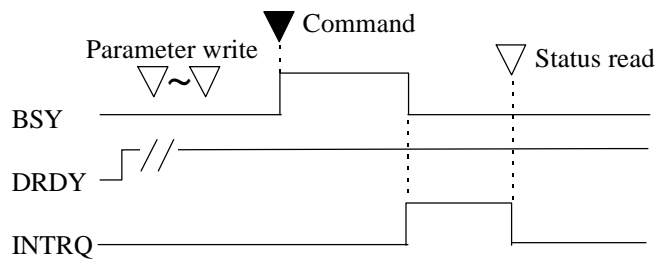 Command
Parameter write
~
Status read
BSY
DRDY
INTRQ